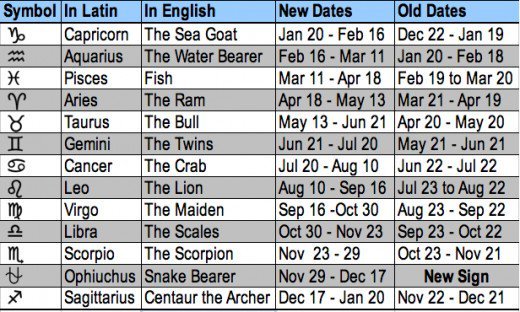 Symbol In Latin In English New Dates Old Dates
♑ Capricorn The Sea Goat Jan 20 - Feb 16 Dec 22 - Jan 19
♒ Aquarius The Water Bearer Feb 16 - Mar 11 Jan 20 - Feb 18
♓ Pisces Fish Mar 11 - Apr 18 Feb 19 to Mar 20
♈ Aries The Ram Apr 18 - May 13 Mar 21 - Apr 19
♉ Taurus The Bull May 13 - Jun 21 Apr 20 - May 20
♊ Gemini The Twins Jun 21 - Jul 20 May 21 - Jun 21
♋ Cancer The Crab Jul 20 - Aug 10 Jun 22 - Jul 22
♌ Leo The Lion Aug 10 - Sep 16 Jul 23 to Aug 22
♍ Virgo The Maiden Sep 16 -Oct 30 Aug 23 - Sep 22
♎ Libra The Scales Oct 30 - Nov 23 Sep 23 - Oct 22
♏ Scorpio The Scorpion Nov 23 - 29 Oct 23 - Nov 21
⛎ Ophiuchus Snake Bearer Nov 29 - Dec 17 New Sign
♐ Sagittarius Centaur the Archer Dec 17 - Jan 20 Nov 22 - Dec 21